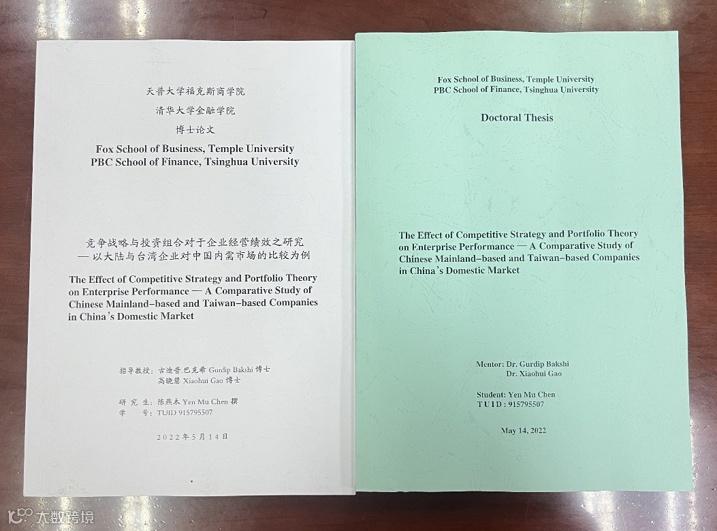 天普大学福克斯商学院
清华大学金融学院
博士论文
Fox School of Business, Temple University
PBC School of Finance, Tsinghua University
竞争战略与投资组合对于企业经营绩效之研究
— 以大陆与台湾企业对中国内需市场的比较为例
The Effect of Competitive Strategy and Portfolio Theory
on Enterprise Performance — A Comparative Study of
Chinese Mainland-based and Taiwan-based Companies
in China's Domestic Market
指导教授: 古迪普 巴克希 Gurdip Bakshi 博士
高晓慧 Xiaohui Gao 博士
研 究 生: 陈燕木 Yen Mu Chen 撰
学 号: TUID 915795507
2022年5月14日
Fox School of Business, Temple University
PBC School of Finance, Tsinghua University
Doctoral Thesis
The Effect of Competitive Strategy and Portfolio Theory
on Enterprise Performance — A Comparative Study of
Chinese Mainland-based and Taiwan-based Companies
in China's Domestic Market
Mentor: Dr. Gurdip Bakshi
Dr. Xiaohui Gao
Student: Yen Mu Chen
TUID: 915795507
May 14, 2022
大数跨境